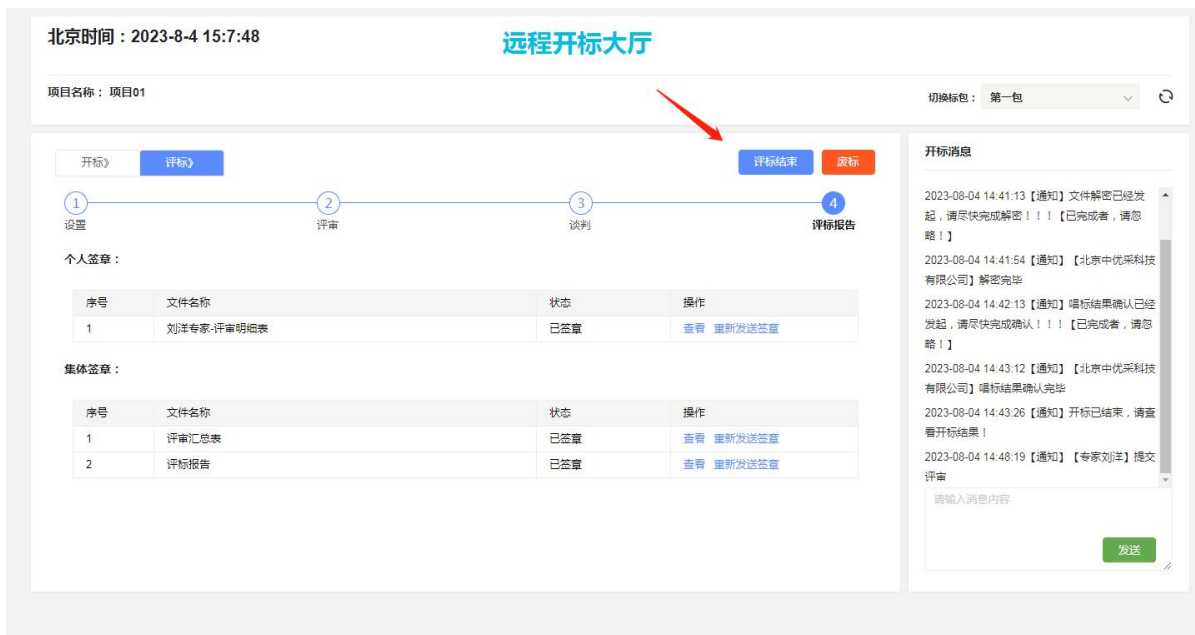 北京时间：2023-8-4 15:7:48
远程开标大厅
项目名称： 项目01
切换标包： 第一包
开标》
评标》
评标结束
废标
1
2
3
4
设置
评审
谈判
评标报告
个人签章：
序号 文件名称 状态 操作
1 刘洋专家-评审明细表 已签章 查看 重新发送签章
集体签章：
序号 文件名称 状态 操作
1 评审汇总表 已签章 查看 重新发送签章
2 评标报告 已签章 查看 重新发送签章
开标消息
2023-08-04 14:41:13【通知】文件解密已经发
起，请尽快完成解密！！！【已完成者，请忽
略！】
2023-08-04 14:41:54【通知】【北京中优采科技
有限公司】解密完毕
2023-08-04 14:42:13【通知】唱标结果确认已经
发起，请尽快完成确认！！！【已完成者，请忽
略！】
2023-08-04 14:43:12【通知】【北京中优采科技
有限公司】唱标结果确认完毕
2023-08-04 14:43:26【通知】开标已结束，请查
看开标结果！
2023-08-04 14:48:19【通知】【专家刘洋】提交
评审
请输入消息内容
发送